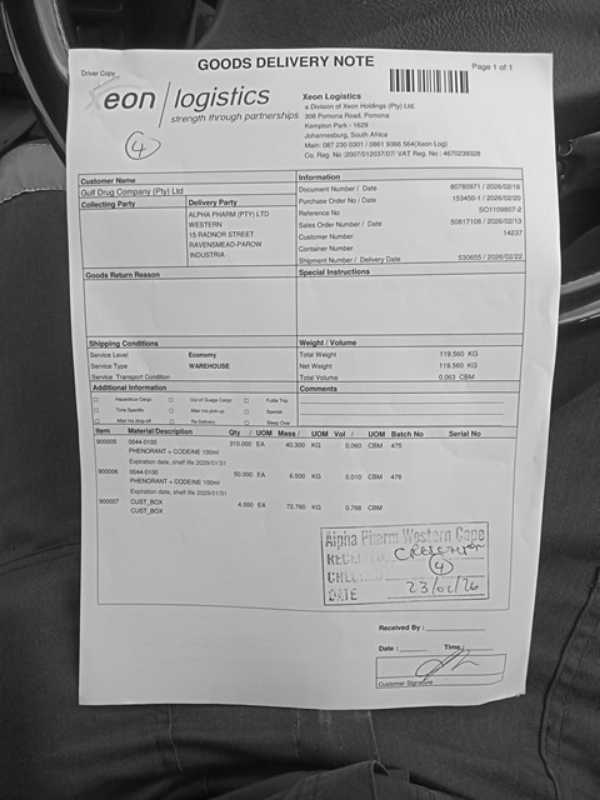 GOODS DELIVERY NOTE
Page 1 of 1
Driver Copy
xeon logistics
strength through partnerships
4
Xeon Logistics
a Division of Xeon Holdings (Pty) Ltd.
308 Pomona Road, Pomona
Kempton Park - 1629
Johannesburg, South Africa
Main: 087 230 0301 / 0861 9366 564(Xeon Log)
Co. Reg. No :2007/012037/07/ VAT Reg. No : 4670239328
Customer Name
Gulf Drug Company (Pty) Ltd
Collecting Party
Delivery Party
ALPHA PHARM (PTY) LTD
WESTERN
15 RADNOR STREET
RAVENSMEAD-PAROW
INDUSTRIA
Information
Document Number / Date 80780971 / 2026/02/16
Purchase Order No / Date 153450-1 / 2026/02/20
Reference No SO1109807-2
Sales Order Number / Date 50817108 / 2026/02/13
Customer Number 14237
Container Number
Shipment Number / Delivery Date 530655 / 2026/02/22
Goods Return Reason
Special Instructions
Shipping Conditions
Service Level Economy
Service Type WAREHOUSE
Service Transport Condition
Weight / Volume
Total Weight 119.560 KG
Net Weight 119.560 KG
Total Volume 0.063 CBM
Additional Information
Hazardous Cargo Out of Guage Cargo Futile Trip
Time Specific After hrs pick-up Special
After hrs drop-off Re Delivery Sleep Over
Comments
Item Material/Description Qty / UOM Mass / UOM Vol / UOM Batch No Serial No
900005 0044-0105 310.000 EA 40.300 KG 0.060 CBM 475
PHENORANT + CODEINE 100ml
Expiration date, shelf life 2029/01/31
900006 0044-0100 50.000 EA 6.500 KG 0.010 CBM 478
PHENORANT + CODEINE 100ml
Expiration date, shelf life 2029/01/31
900007 CUST_BOX 4.000 EA 72.760 KG 0.768 CBM
CUST_BOX
Alpha Pharm Western Cape
4
DATE 23/02/26
Received By :
Date : Time :
Customer Signature